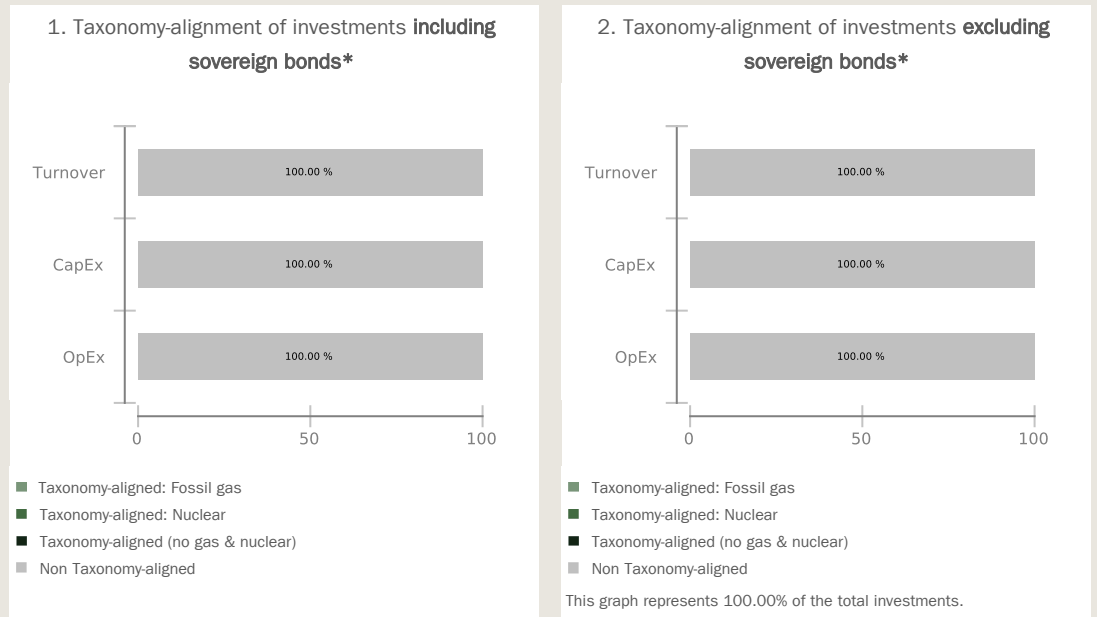 1. Taxonomy-alignment of investments including
sovereign bonds*
Turnover
100.00 %
CapEx
100.00 %
OpEx
100.00 %
0 50 100
Taxonomy-aligned: Fossil gas
Taxonomy-aligned: Nuclear
Taxonomy-aligned (no gas & nuclear)
Non Taxonomy-aligned
2. Taxonomy-alignment of investments excluding
sovereign bonds*
Turnover
100.00 %
CapEx
100.00 %
OpEx
100.00 %
0 50 100
Taxonomy-aligned: Fossil gas
Taxonomy-aligned: Nuclear
Taxonomy-aligned (no gas & nuclear)
Non Taxonomy-aligned
This graph represents 100.00% of the total investments.